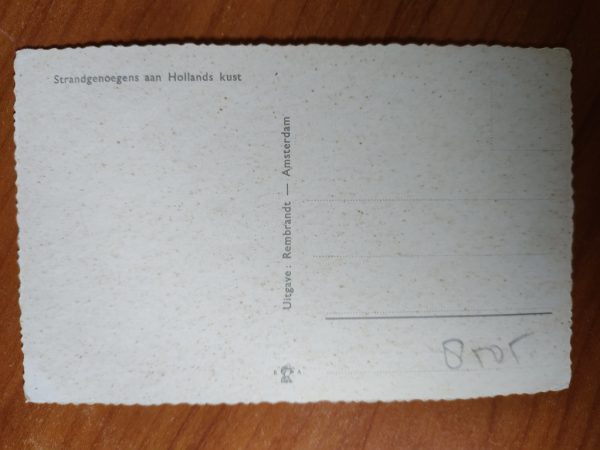 Strandgenoegens aan Hollands kust
Uitgave: Rembrandt — Amsterdam
R A